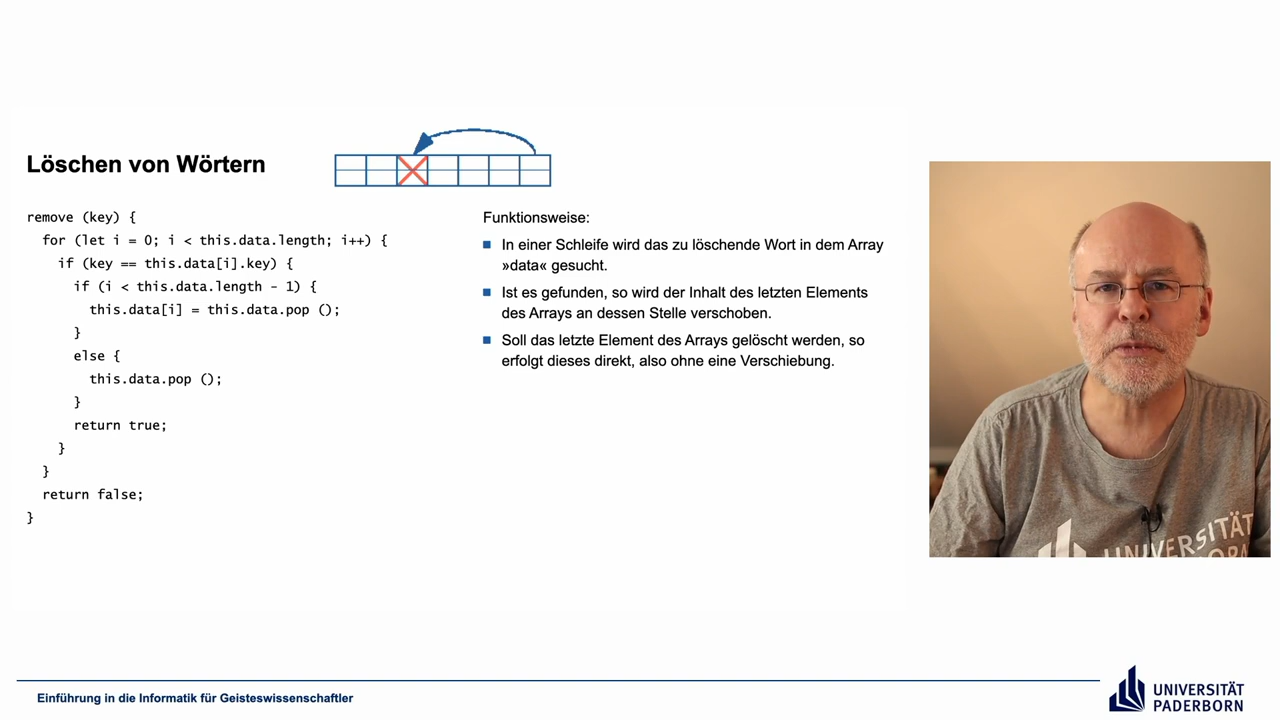 Löschen von Wörtern
remove (key) {
for (let i = 0; i < this.data.length; i++) {
if (key == this.data[i].key) {
if (i < this.data.length - 1) {
this.data[i] = this.data.pop ();
}
else {
this.data.pop ();
}
return true;
}
}
return false;
}
Funktionsweise:
In einer Schleife wird das zu löschende Wort in dem Array
»data« gesucht.
Ist es gefunden, so wird der Inhalt des letzten Elements
des Arrays an dessen Stelle verschoben.
Soll das letzte Element des Arrays gelöscht werden, so
erfolgt dieses direkt, also ohne eine Verschiebung.
UNIVERSITÄT
Einführung in die Informatik für Geisteswissenschaftler
UNIVERSITÄT
PADERBORN